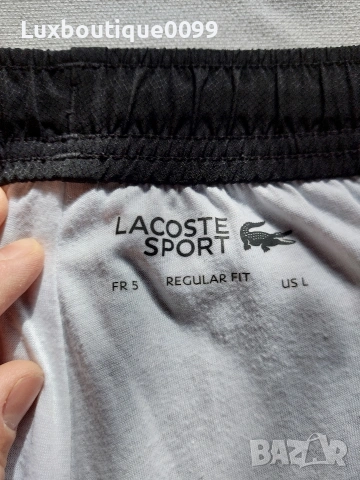 Luxboutique0099
LACOSTE
SPORT
FR 5 REGULAR FIT US L
BAZAR